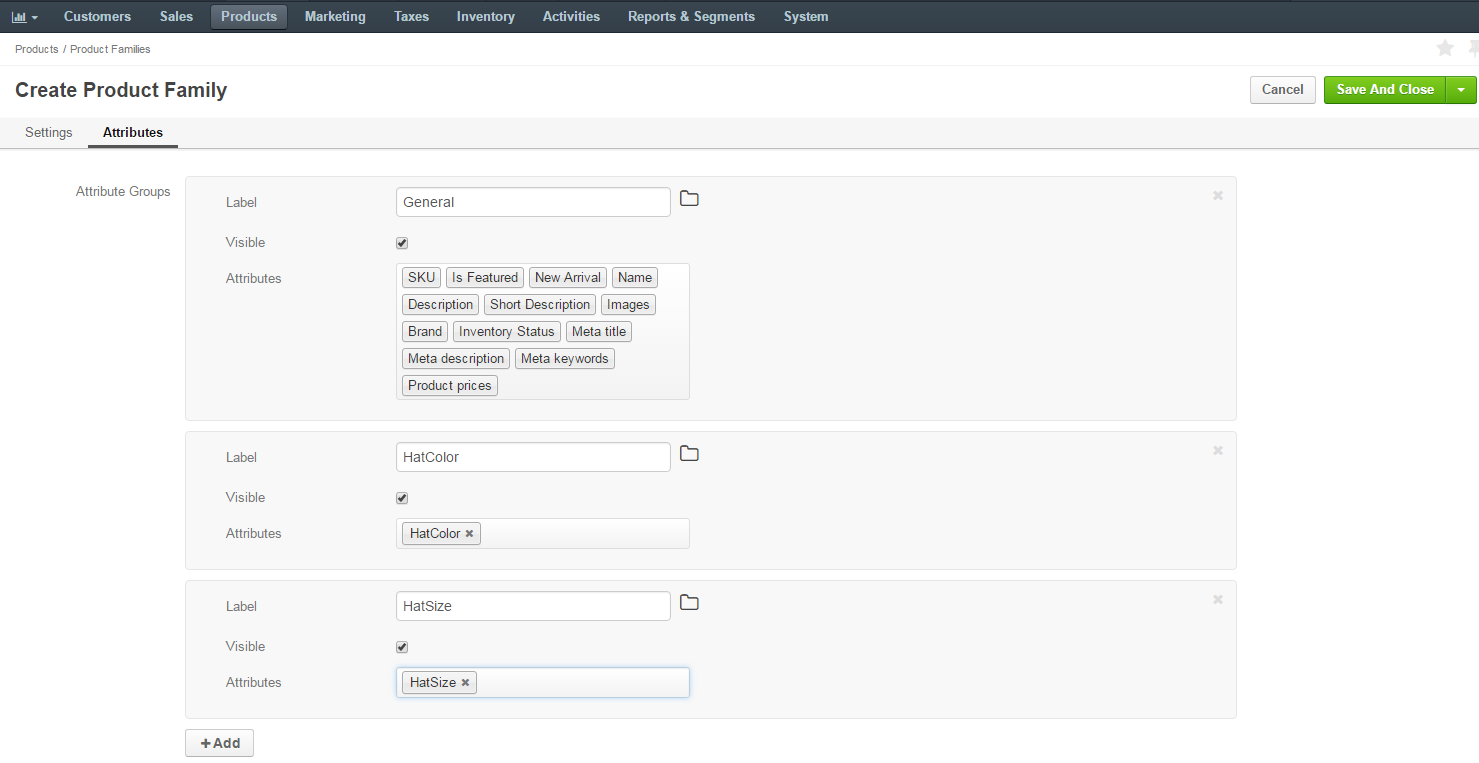 Customers Sales Products Marketing Taxes Inventory Activities Reports & Segments System
Products / Product Families
Create Product Family Cancel Save And Close
Settings Attributes
Attribute Groups
Label General
Visible
Attributes SKU Is Featured New Arrival Name
Description Short Description Images
Brand Inventory Status Meta title
Meta description Meta keywords
Product prices
Label HatColor
Visible
Attributes HatColor
Label HatSize
Visible
Attributes HatSize
+ Add